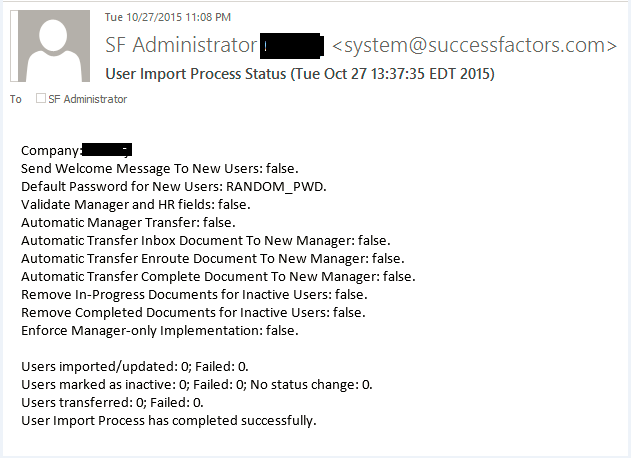 Tue 10/27/2015 11:08 PM
SF Administrator <system@successfactors.com>
User Import Process Status (Tue Oct 27 13:37:35 EDT 2015)
To SF Administrator
Company:
Send Welcome Message To New Users: false.
Default Password for New Users: RANDOM_PWD.
Validate Manager and HR fields: false.
Automatic Manager Transfer: false.
Automatic Transfer Inbox Document To New Manager: false.
Automatic Transfer Enroute Document To New Manager: false.
Automatic Transfer Complete Document To New Manager: false.
Remove In-Progress Documents for Inactive Users: false.
Remove Completed Documents for Inactive Users: false.
Enforce Manager-only Implementation: false.
Users imported/updated: 0; Failed: 0.
Users marked as inactive: 0; Failed: 0; No status change: 0.
Users transferred: 0; Failed: 0.
User Import Process has completed successfully.